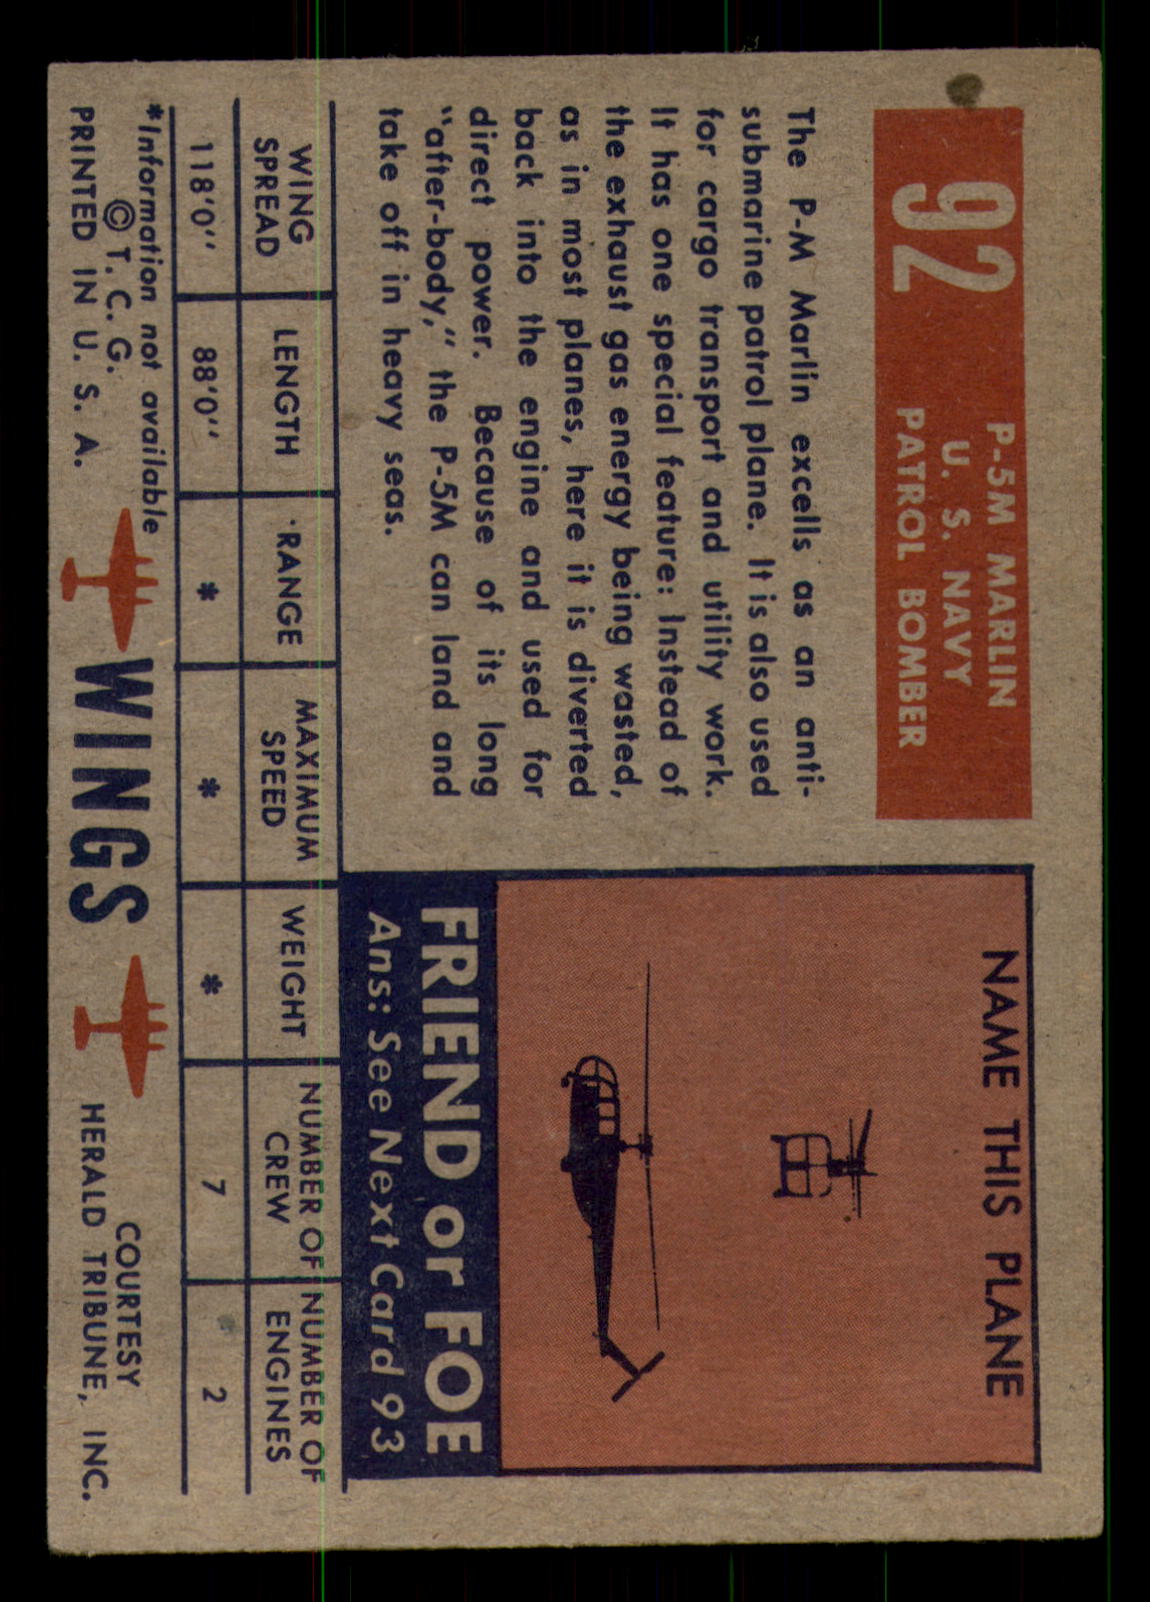 92
P-5M MARLIN
U. S. NAVY
PATROL BOMBER
The P-M Marlin excells as an anti-
submarine patrol plane. It is also used
for cargo transport and utility work.
It has one special feature: Instead of
the exhaust gas energy being wasted,
as in most planes, here it is diverted
back into the engine and used for
direct power. Because of its long
"after-body," the P-5M can land and
take off in heavy seas.
NAME THIS PLANE
FRIEND or FOE
Ans: See Next Card 93
WING SPREAD LENGTH RANGE MAXIMUM SPEED WEIGHT NUMBER OF CREW NUMBER OF ENGINES
118'0" 88'0" * * * 7 2
*Information not available
© T. C. G.
PRINTED IN U. S. A.
WINGS
COURTESY
HERALD TRIBUNE, INC.